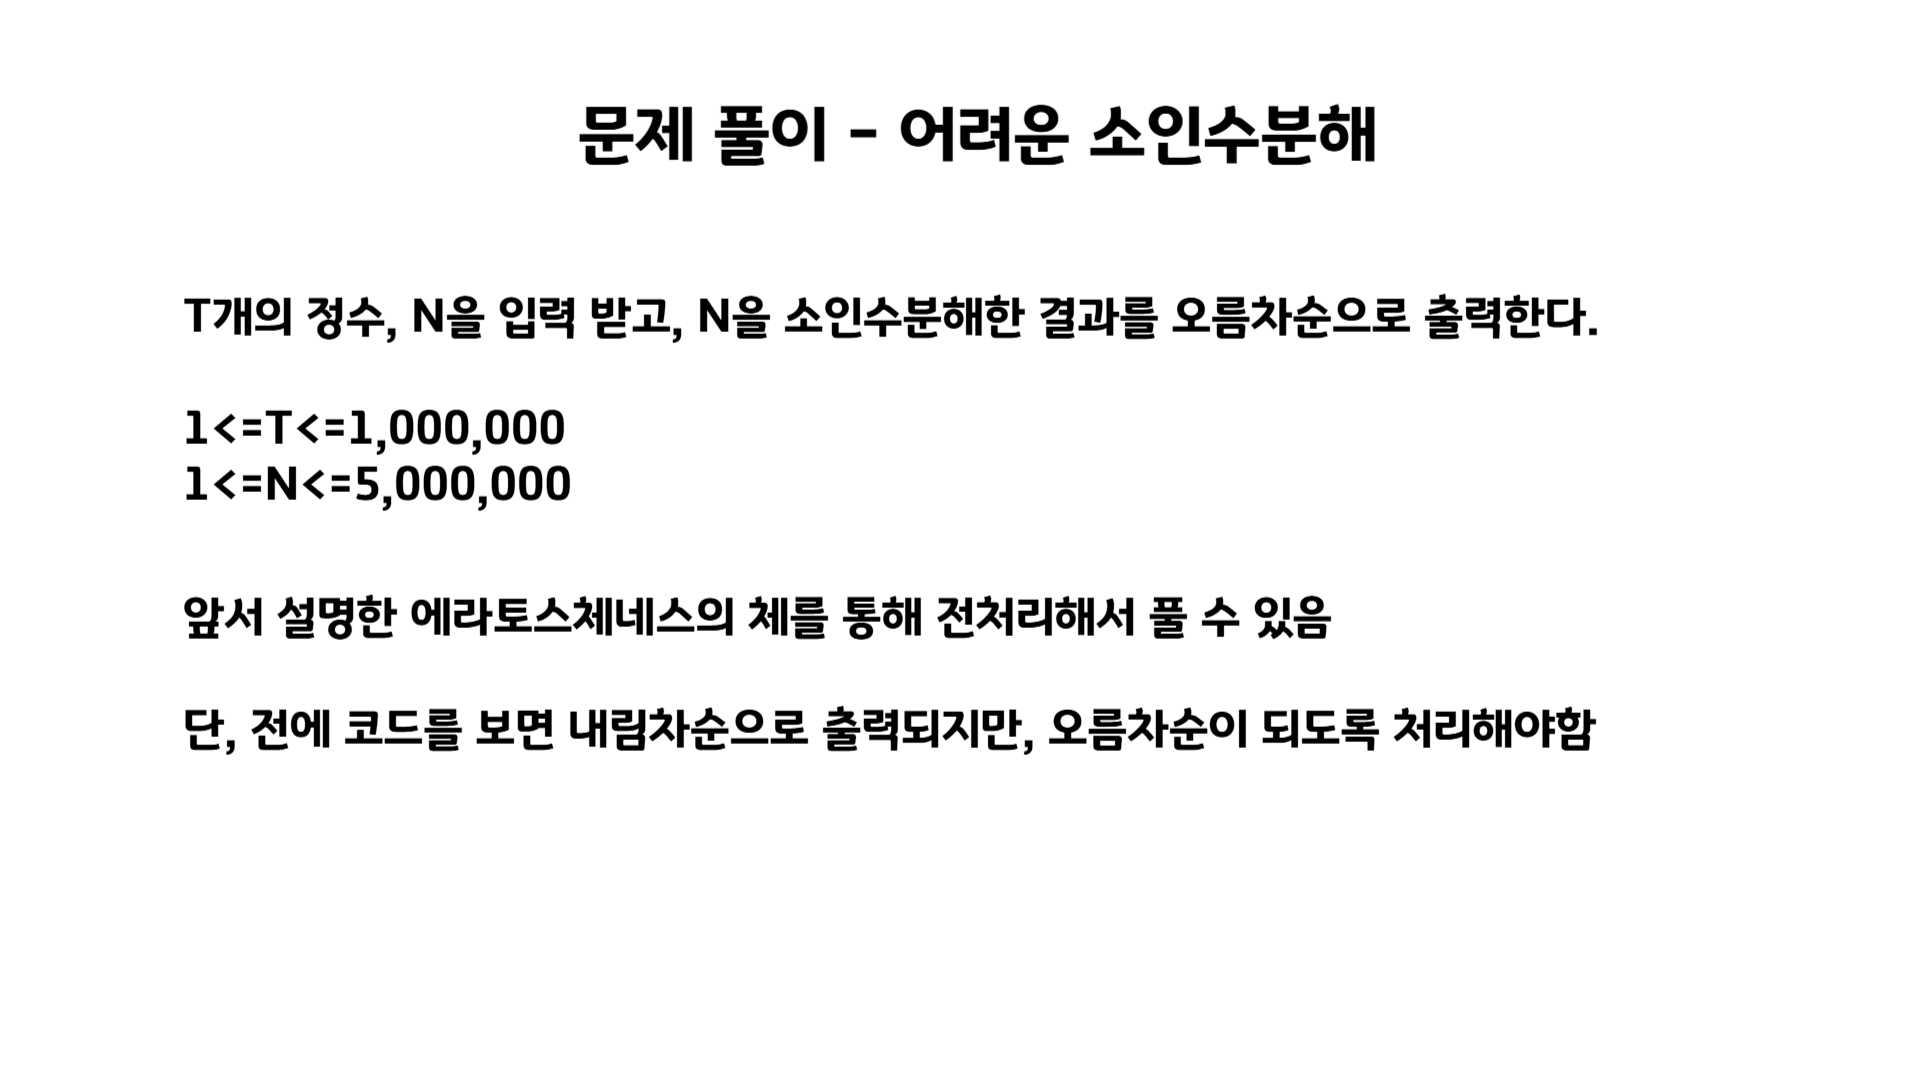 문제 풀이 - 어려운 소인수분해
T개의 정수, N을 입력 받고, N을 소인수분해한 결과를 오름차순으로 출력한다.
1<=T<=1,000,000
1<=N<=5,000,000
앞서 설명한 에라토스체네스의 체를 통해 전처리해서 풀 수 있음
단, 전에 코드를 보면 내림차순으로 출력되지만, 오름차순이 되도록 처리해야함